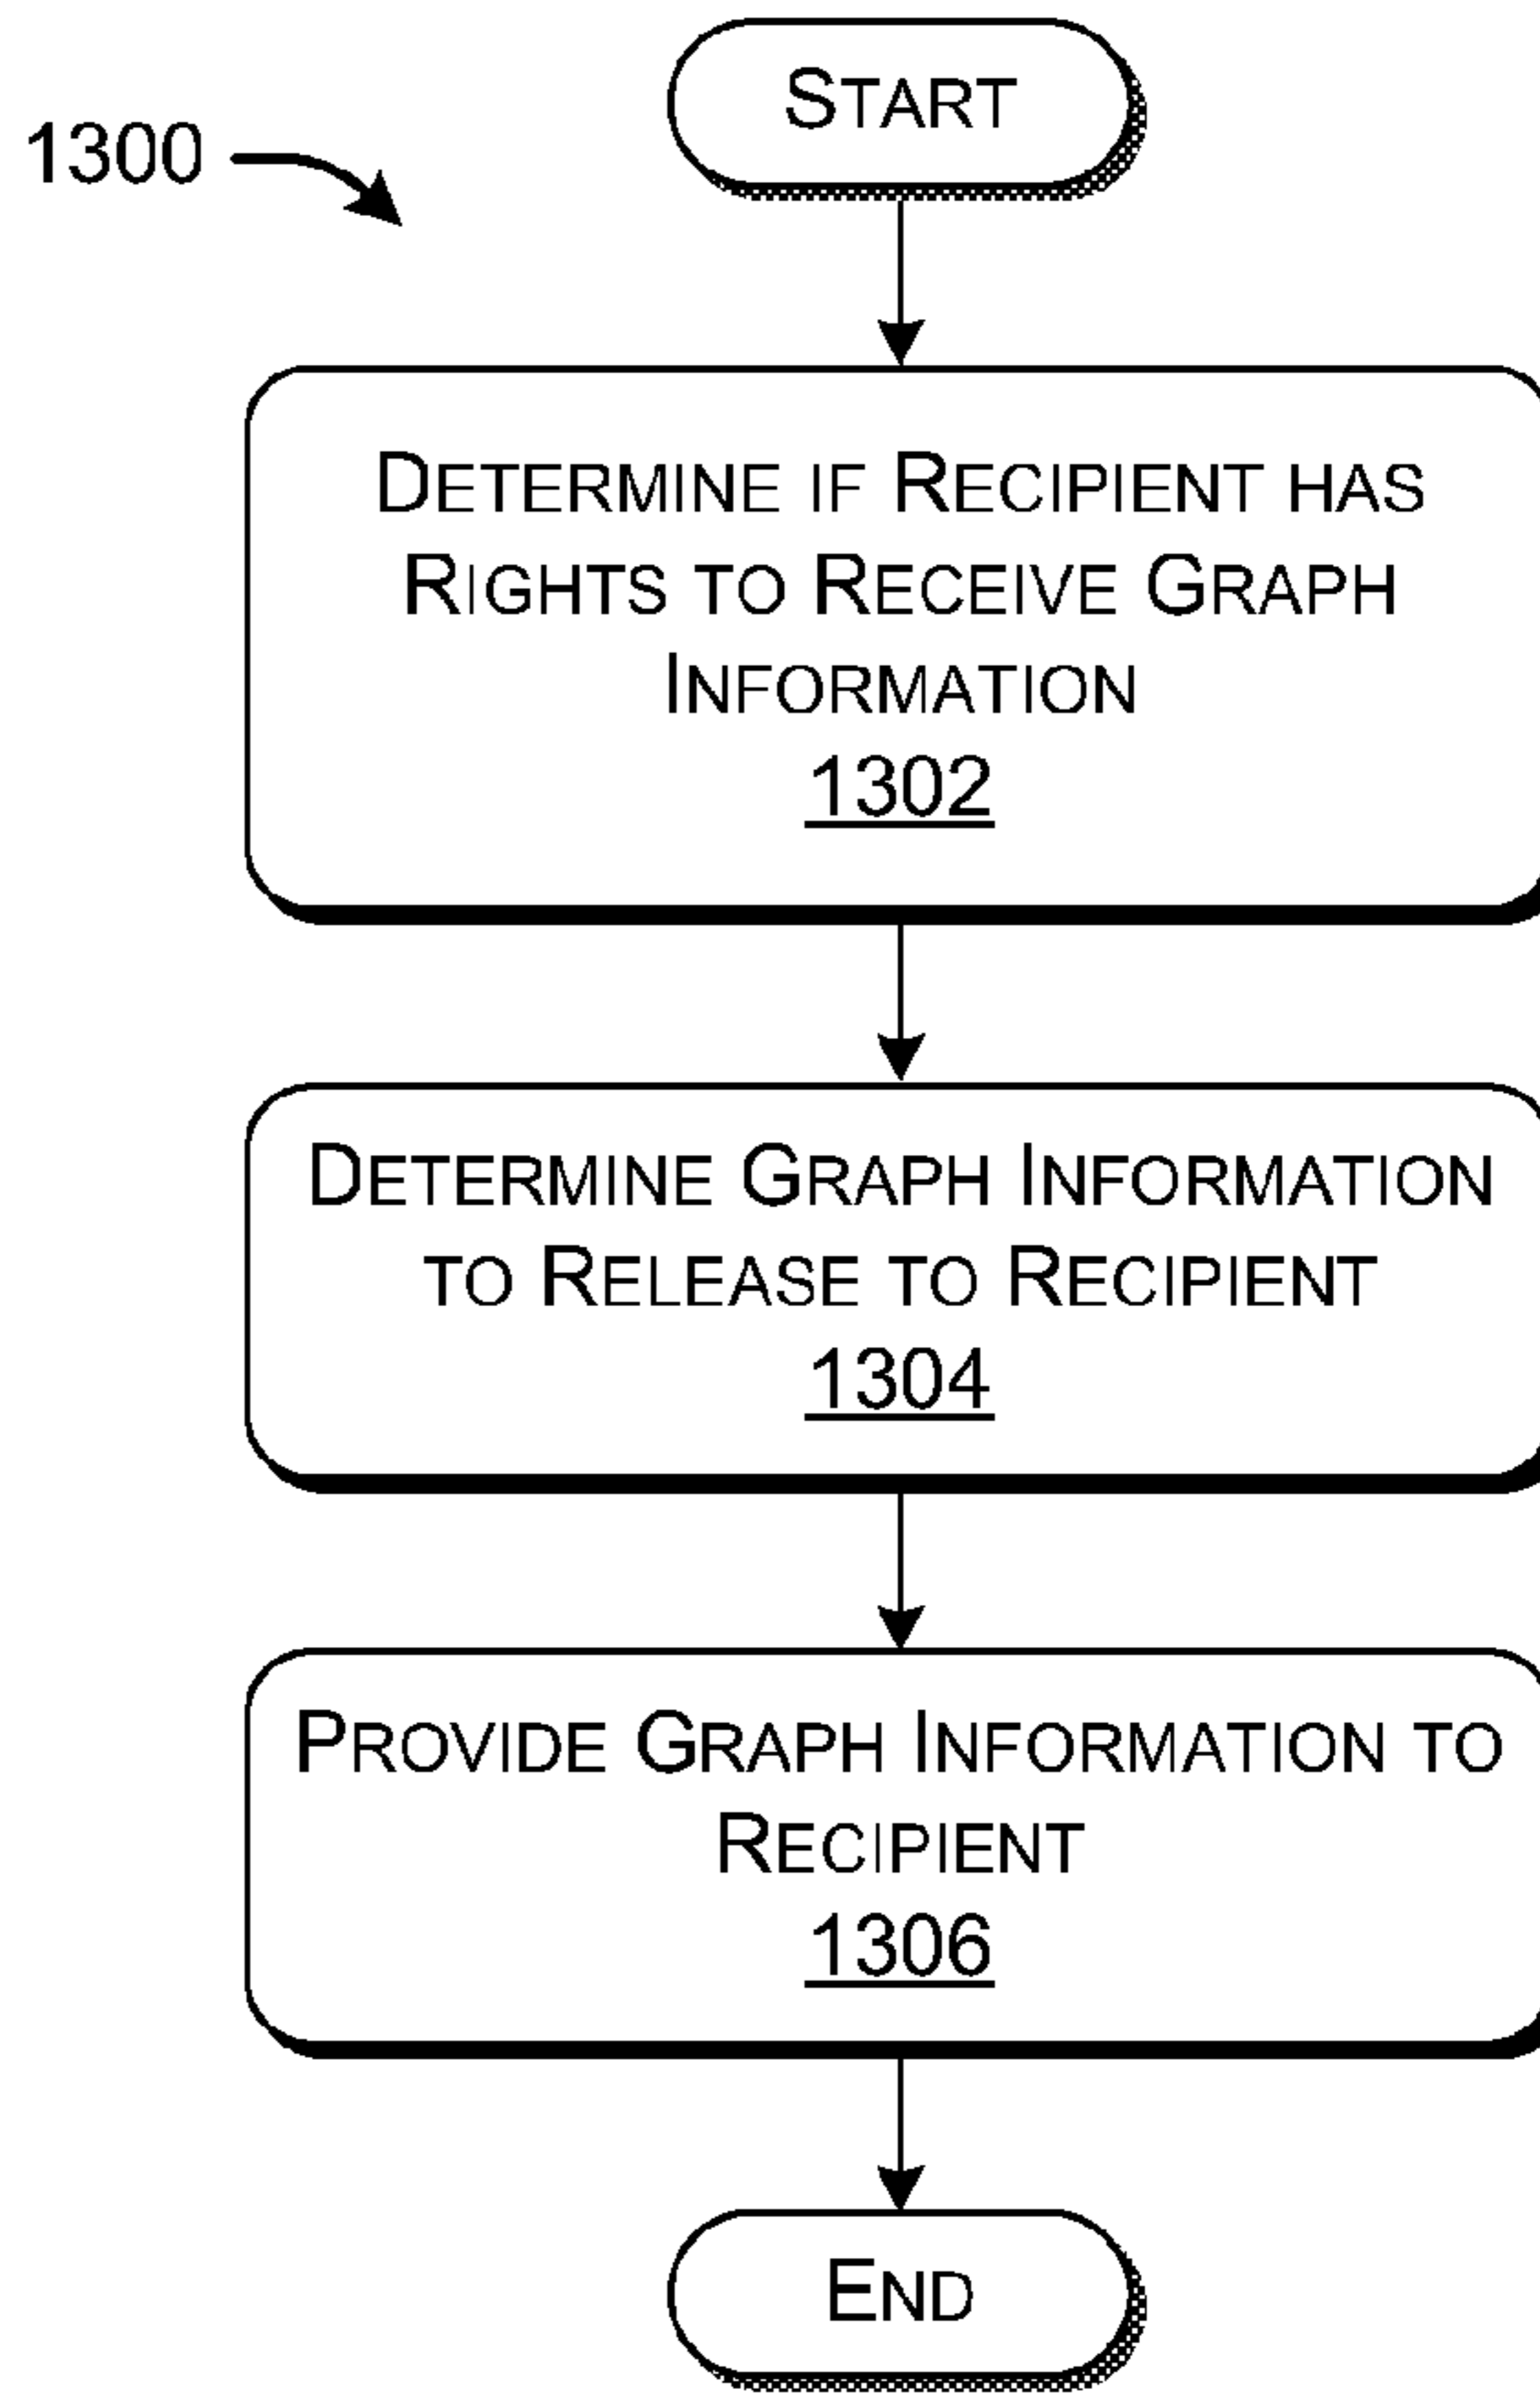 START
1300
DETERMINE IF RECIPIENT HAS
RIGHTS TO RECEIVE GRAPH
INFORMATION
1302
DETERMINE GRAPH INFORMATION
TO RELEASE TO RECIPIENT
1304
PROVIDE GRAPH INFORMATION TO
RECIPIENT
1306
END